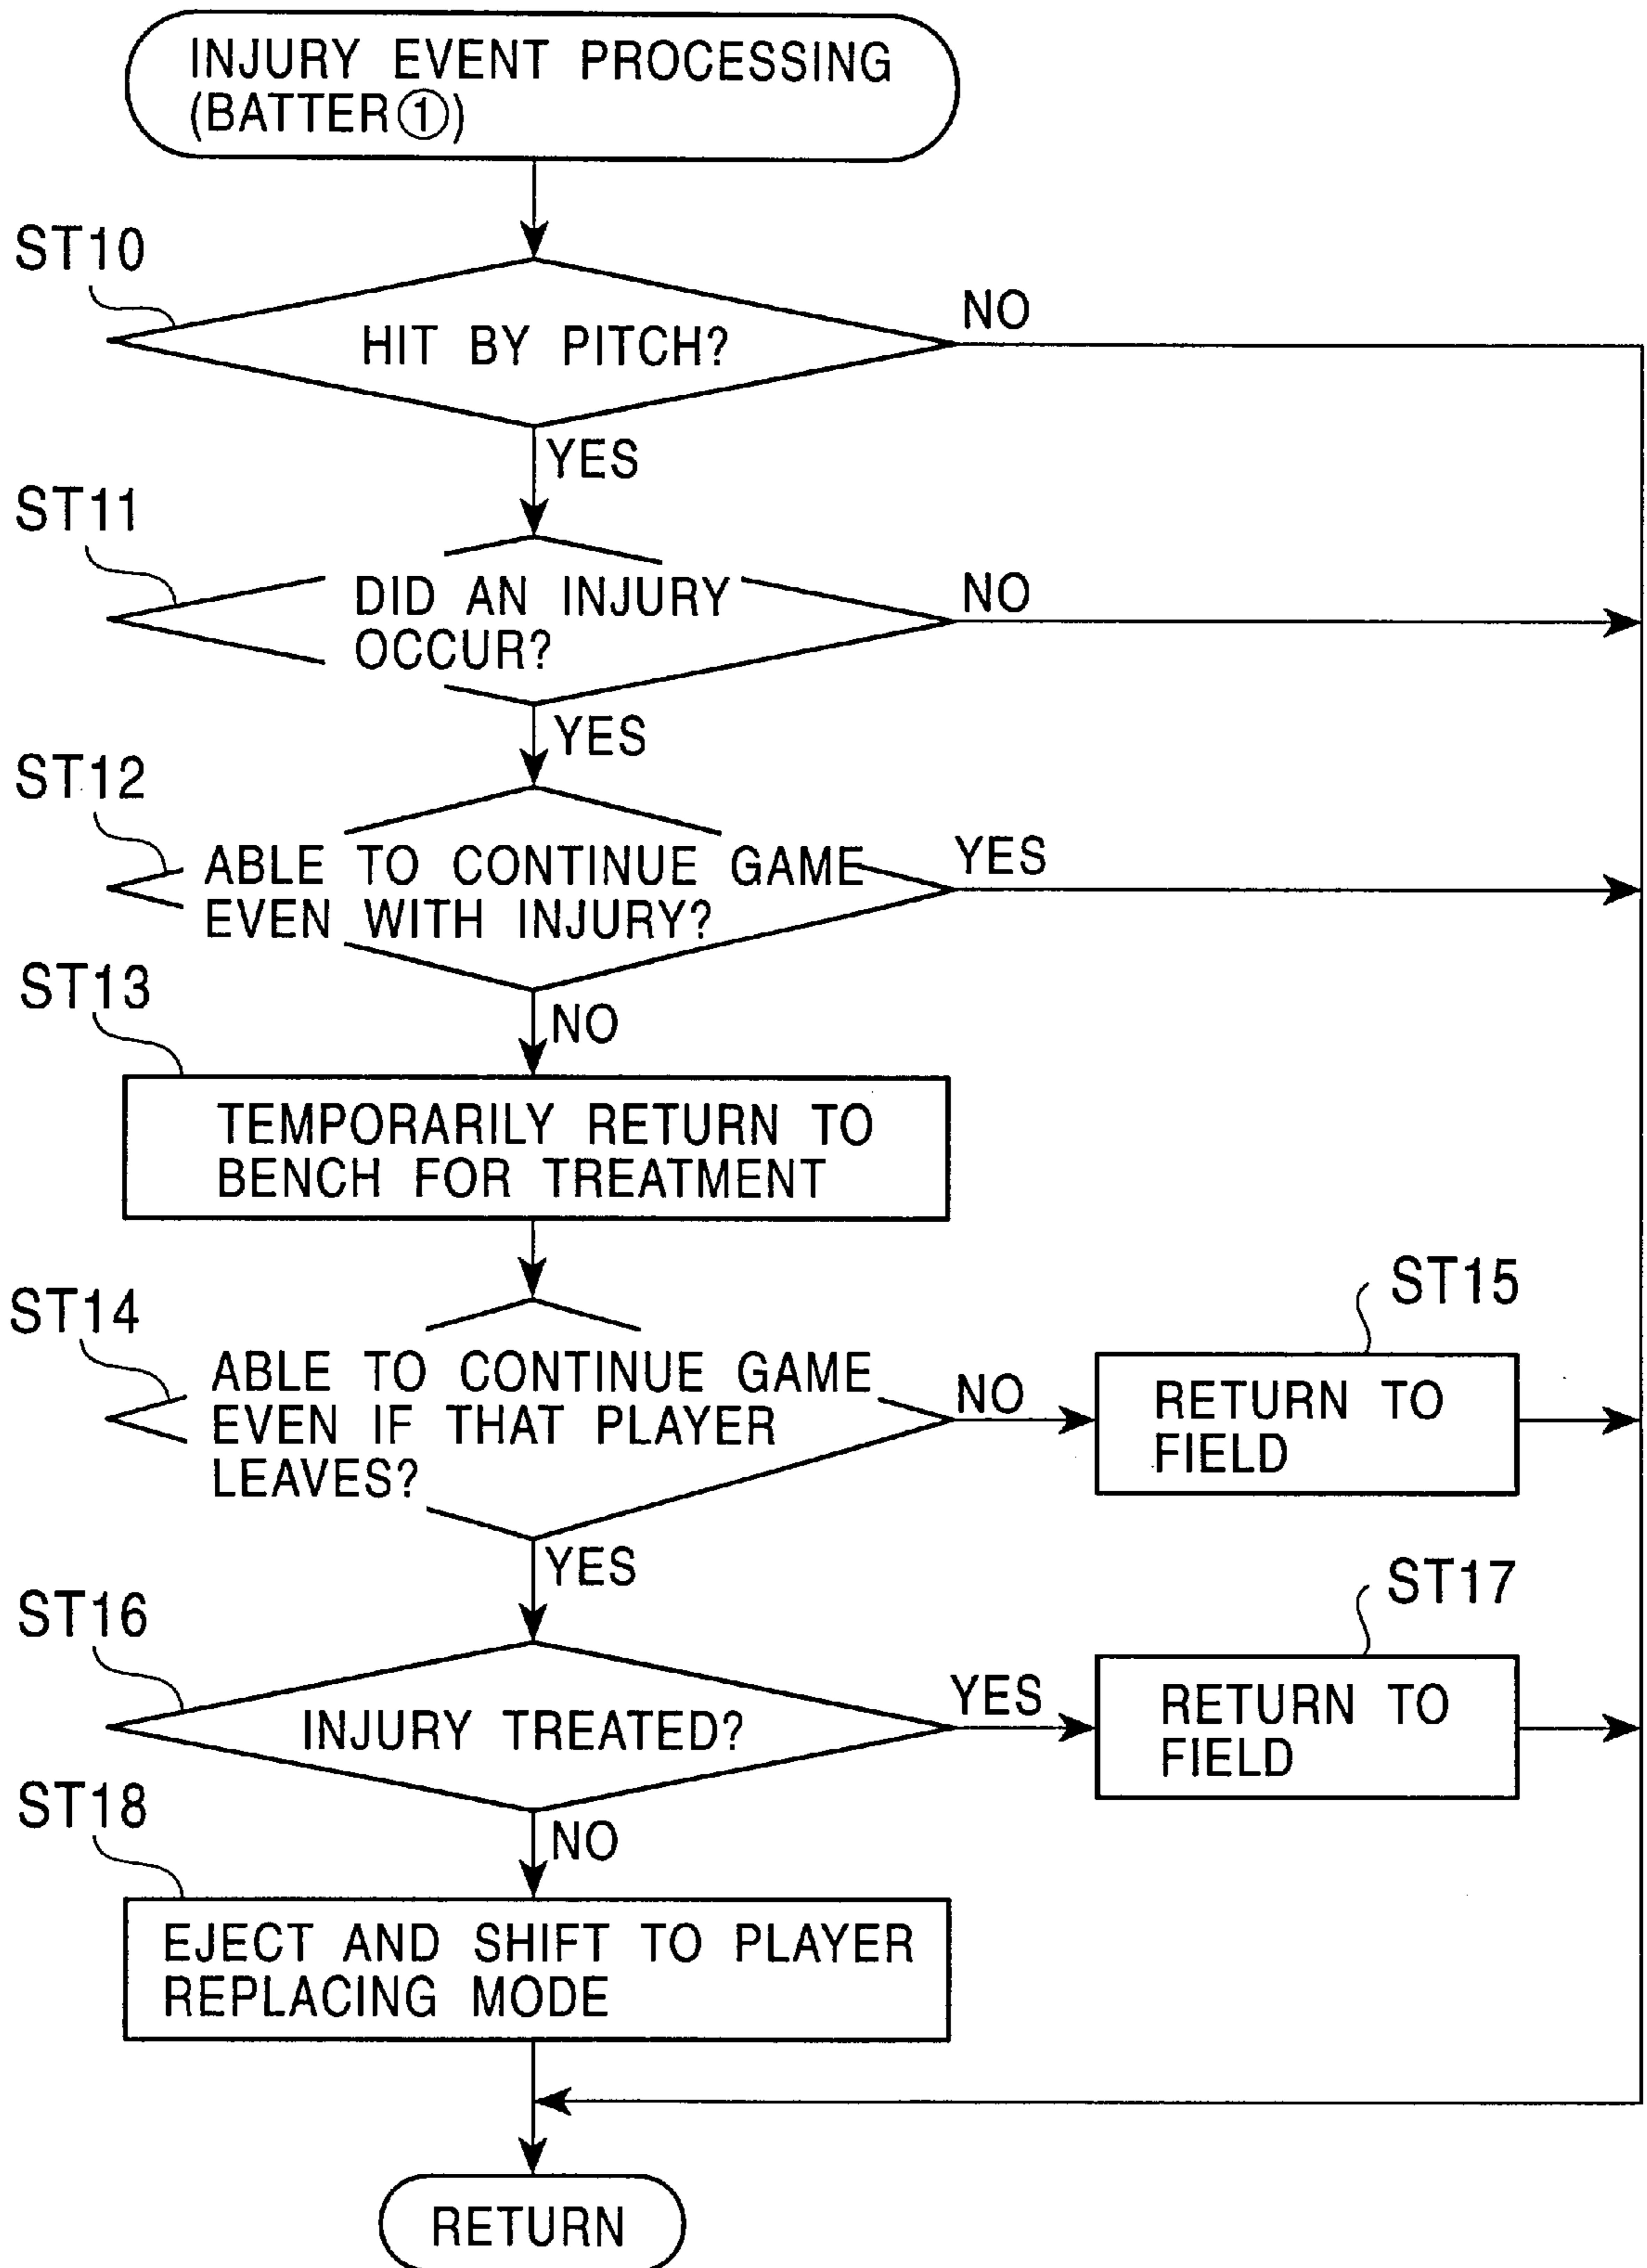 INJURY EVENT PROCESSING
(BATTER①)
ST10
HIT BY PITCH?
NO
YES
ST11
DID AN INJURY
OCCUR?
NO
YES
ST12
ABLE TO CONTINUE GAME
EVEN WITH INJURY?
YES
NO
ST13
TEMPORARILY RETURN TO
BENCH FOR TREATMENT
ST14
ABLE TO CONTINUE GAME
EVEN IF THAT PLAYER
LEAVES?
NO
ST15
RETURN TO
FIELD
YES
ST16
INJURY TREATED?
YES
ST17
RETURN TO
FIELD
NO
ST18
EJECT AND SHIFT TO PLAYER
REPLACING MODE
RETURN